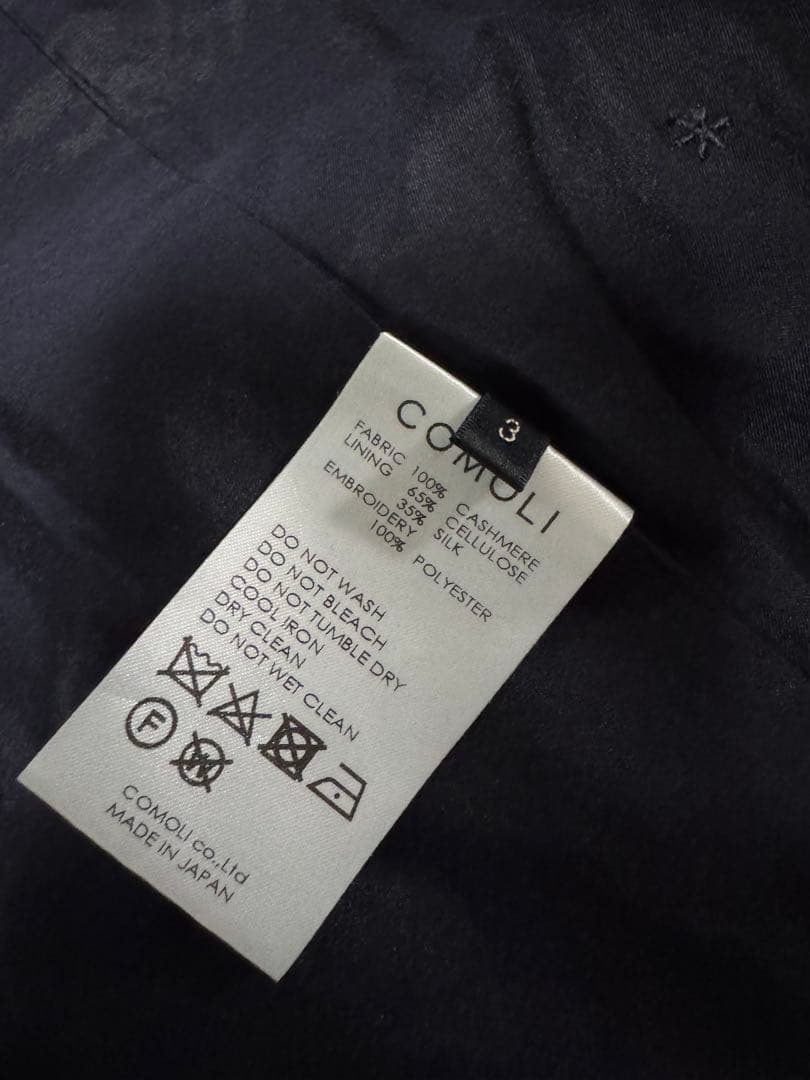 3
COMOLI
FABRIC 100% CASHMERE
LINING 65% CELLULOSE
35% SILK
EMBROIDERY
100% POLYESTER
DO NOT WASH
DO NOT BLEACH
DO NOT TUMBLE DRY
COOL IRON
DRY CLEAN
DO NOT WET CLEAN
F
W
COMOLI co.,Ltd
MADE IN JAPAN